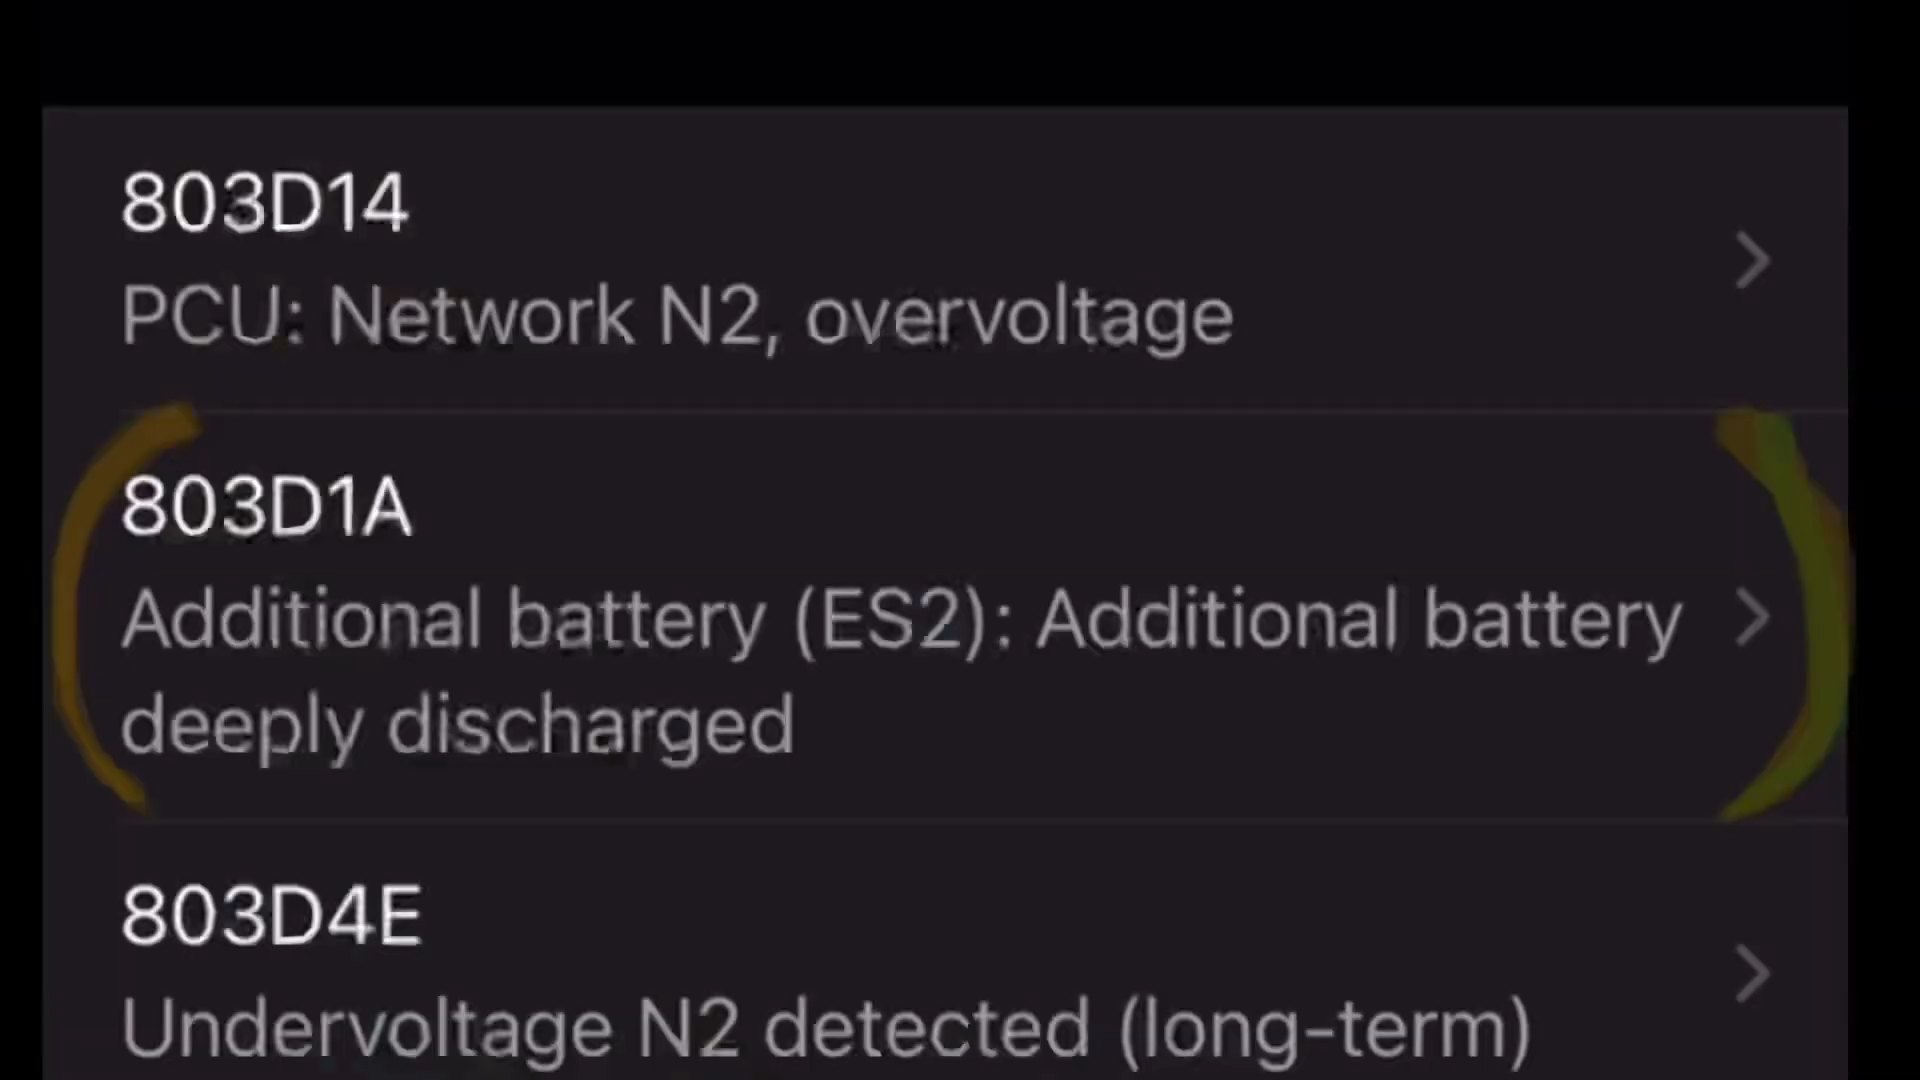 803D14
PCU: Network N2, overvoltage
803D1A
Additional battery (ES2): Additional battery
deeply discharged
803D4E
Undervoltage N2 detected (long-term)